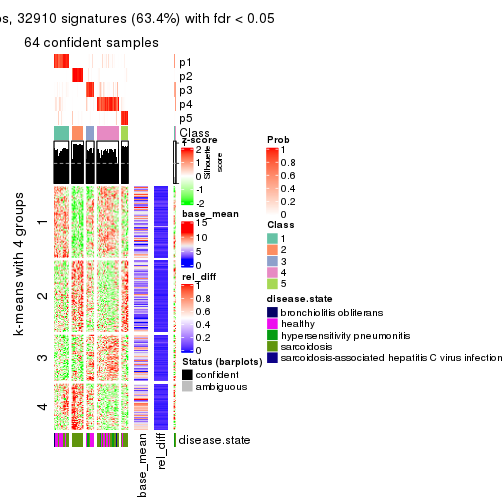 os, 32910 signatures (63.4%) with fdr < 0.05
64 confident samples
p1
p2
p3
p4
p5
Class
Silhouette
score
k-means with 4 groups
1
2
3
4
base_mean
rel_diff
disease.state
z-score
2
1
0
-1
-2
base_mean
15
10
5
0
rel_diff
1
0.8
0.6
0.4
0.2
0
Status (barplots)
confident
ambiguous
Prob
1
0.8
0.6
0.4
0.2
0
Class
1
2
3
4
5
disease.state
bronchiolitis obliterans
healthy
hypersensitivity pneumonitis
sarcoidosis
sarcoidosis-associated hepatitis C virus infection